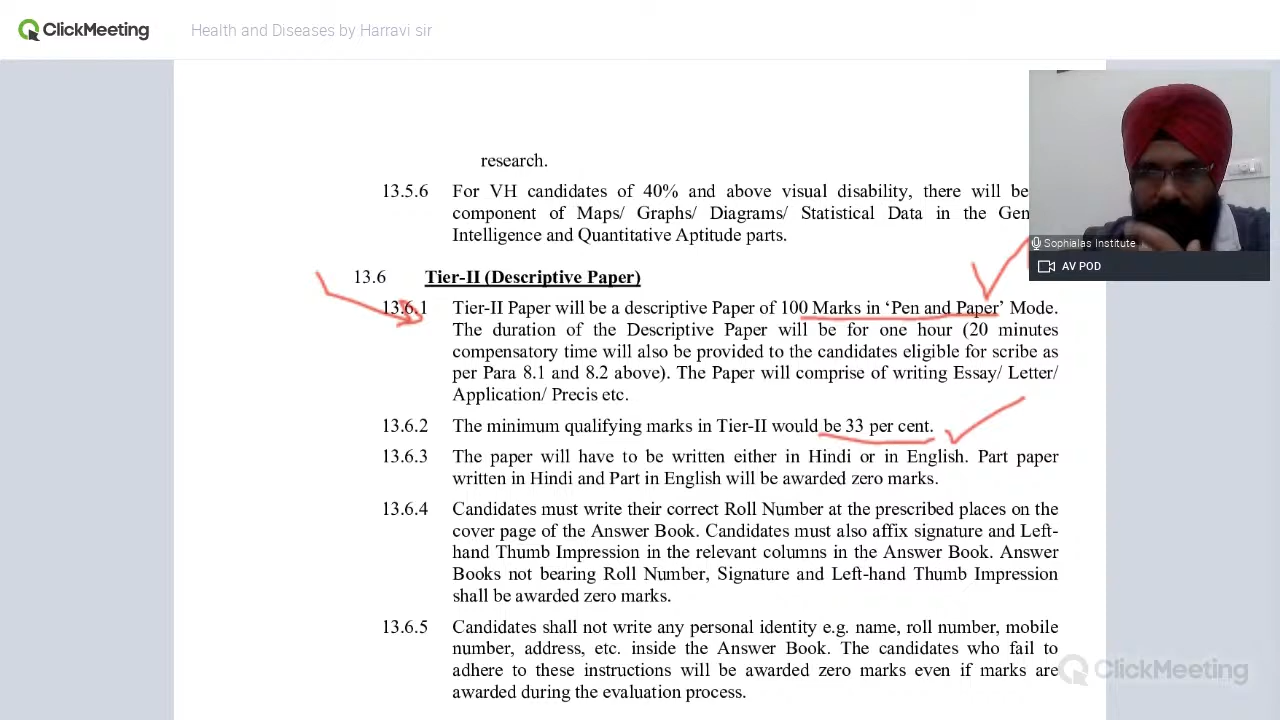 ClickMeeting
Health and Diseases by Harravi sir
research.
13.5.6 For VH candidates of 40% and above visual disability, there will be
component of Maps/ Graphs/ Diagrams/ Statistical Data in the Gen
Intelligence and Quantitative Aptitude parts.
Sophialas Institute
AV POD
13.6 Tier-II (Descriptive Paper)
13.6.1 Tier-II Paper will be a descriptive Paper of 100 Marks in ‘Pen and Paper’ Mode.
The duration of the Descriptive Paper will be for one hour (20 minutes
compensatory time will also be provided to the candidates eligible for scribe as
per Para 8.1 and 8.2 above). The Paper will comprise of writing Essay/ Letter/
Application/ Precis etc.
13.6.2 The minimum qualifying marks in Tier-II would be 33 per cent.
13.6.3 The paper will have to be written either in Hindi or in English. Part paper
written in Hindi and Part in English will be awarded zero marks.
13.6.4 Candidates must write their correct Roll Number at the prescribed places on the
cover page of the Answer Book. Candidates must also affix signature and Left-
hand Thumb Impression in the relevant columns in the Answer Book. Answer
Books not bearing Roll Number, Signature and Left-hand Thumb Impression
shall be awarded zero marks.
13.6.5 Candidates shall not write any personal identity e.g. name, roll number, mobile
number, address, etc. inside the Answer Book. The candidates who fail to
adhere to these instructions will be awarded zero marks even if marks are
awarded during the evaluation process.
ClickMeeting